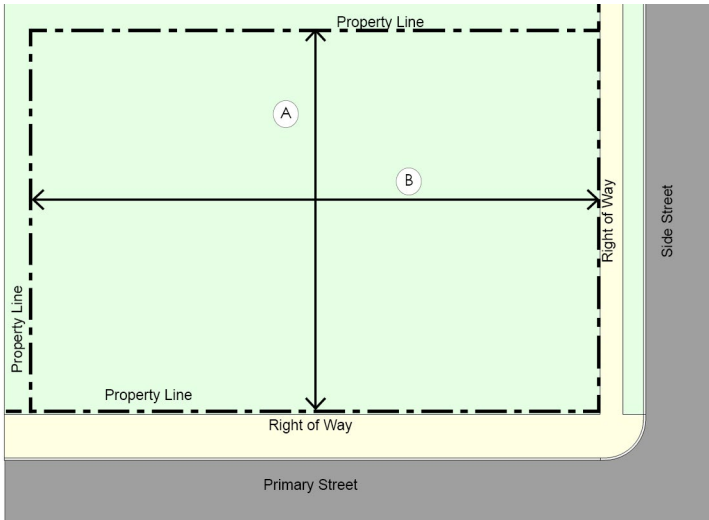 Property Line
A
B
Right of Way
Side Street
Property Line
Property Line
Right of Way
Primary Street